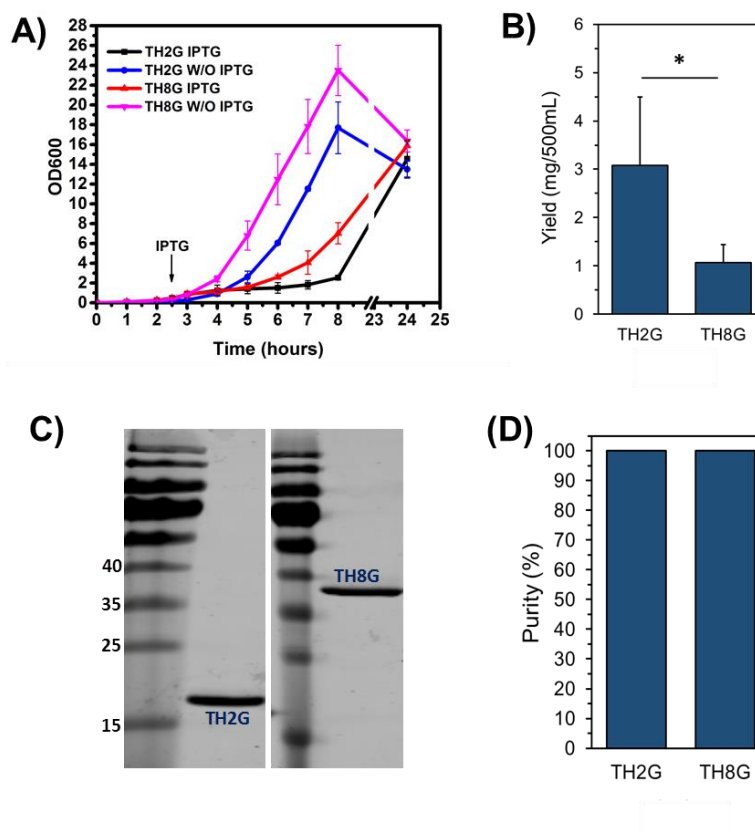 A)
28
26
24
22
20
18
16
14
12
10
8
6
4
2
0
OD600
TH2G IPTG
TH2G W/O IPTG
TH8G IPTG
TH8G W/O IPTG
IPTG
0 1 2 3 4 5 6 7 8 23 24 25
Time (hours)
B)
6
5
4
3
2
1
0
Yield (mg/500mL)
*
TH2G TH8G
C)
40
35
25
15
TH2G
TH8G
(D)
100
90
80
70
60
50
40
30
20
10
0
Purity (%)
TH2G TH8G